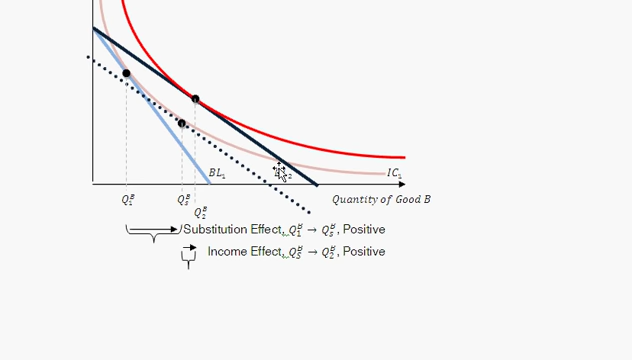 BL₁ IC₁
Quantity of Good B
Q₁ᴮ Qₛᴮ
Q₂ᴮ
Substitution Effect, Q₁ᴮ → Qₛᴮ, Positive
Income Effect, Qₛᴮ → Q₂ᴮ, Positive